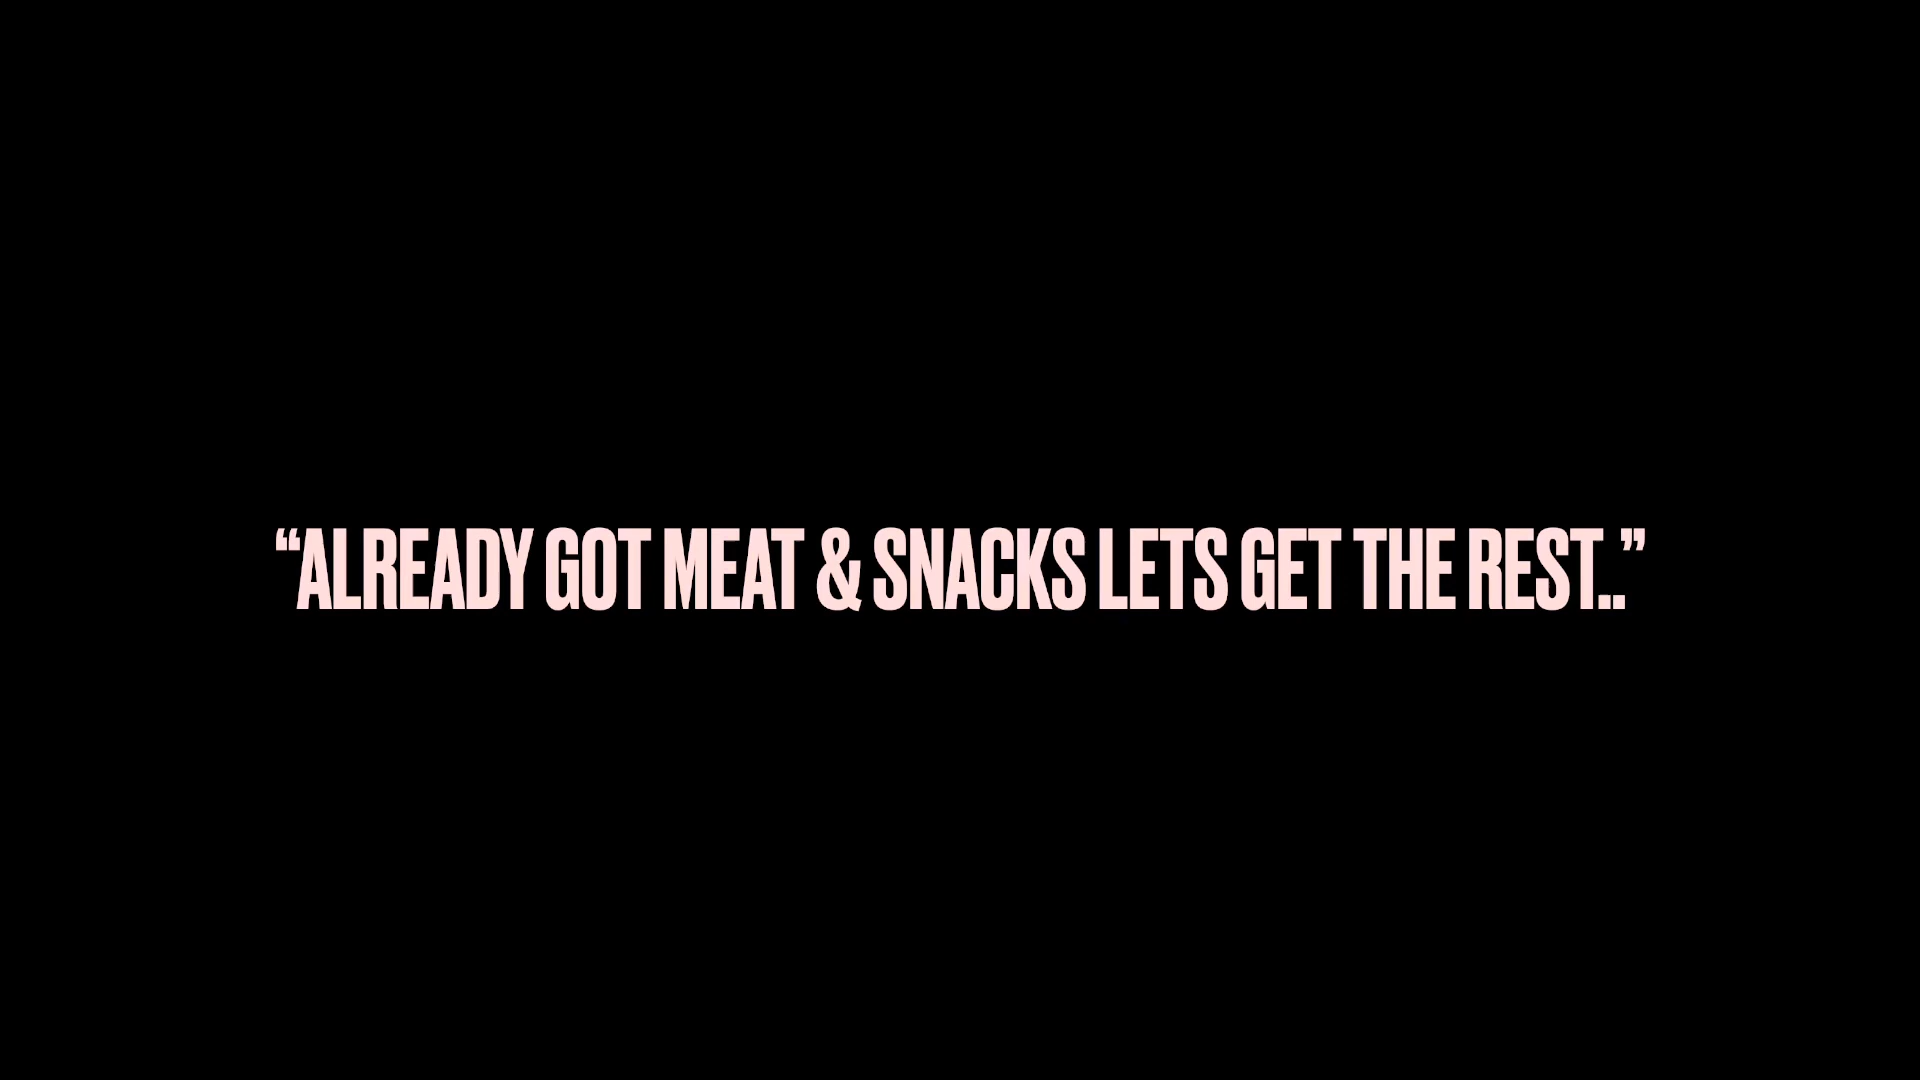 “ALREADY GOT MEAT & SNACKS LETS GET THE REST..”